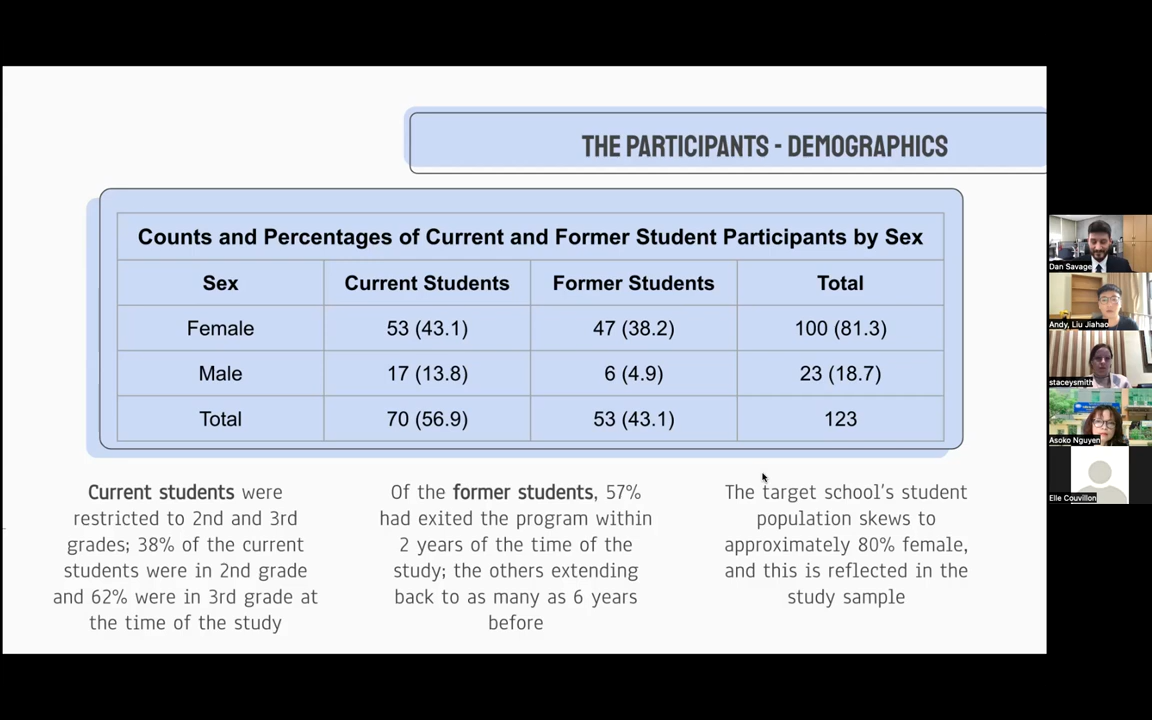 THE PARTICIPANTS - DEMOGRAPHICS
Counts and Percentages of Current and Former Student Participants by Sex
Sex Current Students Former Students Total
Female 53 (43.1) 47 (38.2) 100 (81.3)
Male 17 (13.8) 6 (4.9) 23 (18.7)
Total 70 (56.9) 53 (43.1) 123
Current students were
restricted to 2nd and 3rd
grades; 38% of the current
students were in 2nd grade
and 62% were in 3rd grade at
the time of the study
Of the former students, 57%
had exited the program within
2 years of the time of the
study; the others extending
back to as many as 6 years
before
The target school's student
population skews to
approximately 80% female,
and this is reflected in the
study sample
Dan Savage
Andy, Liu Jiahao
staceysmith
Asoko Nguyen
Elle Couvillon